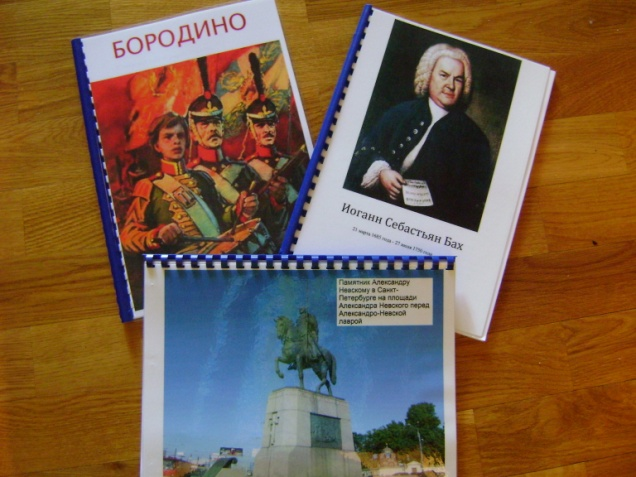 БОРОДИНО
Иоганн Себастьян Бах
Памятник Александру
Невскому в Санкт-
Петербурге на площади
Александра Невского перед
Александро-Невской
лаврой